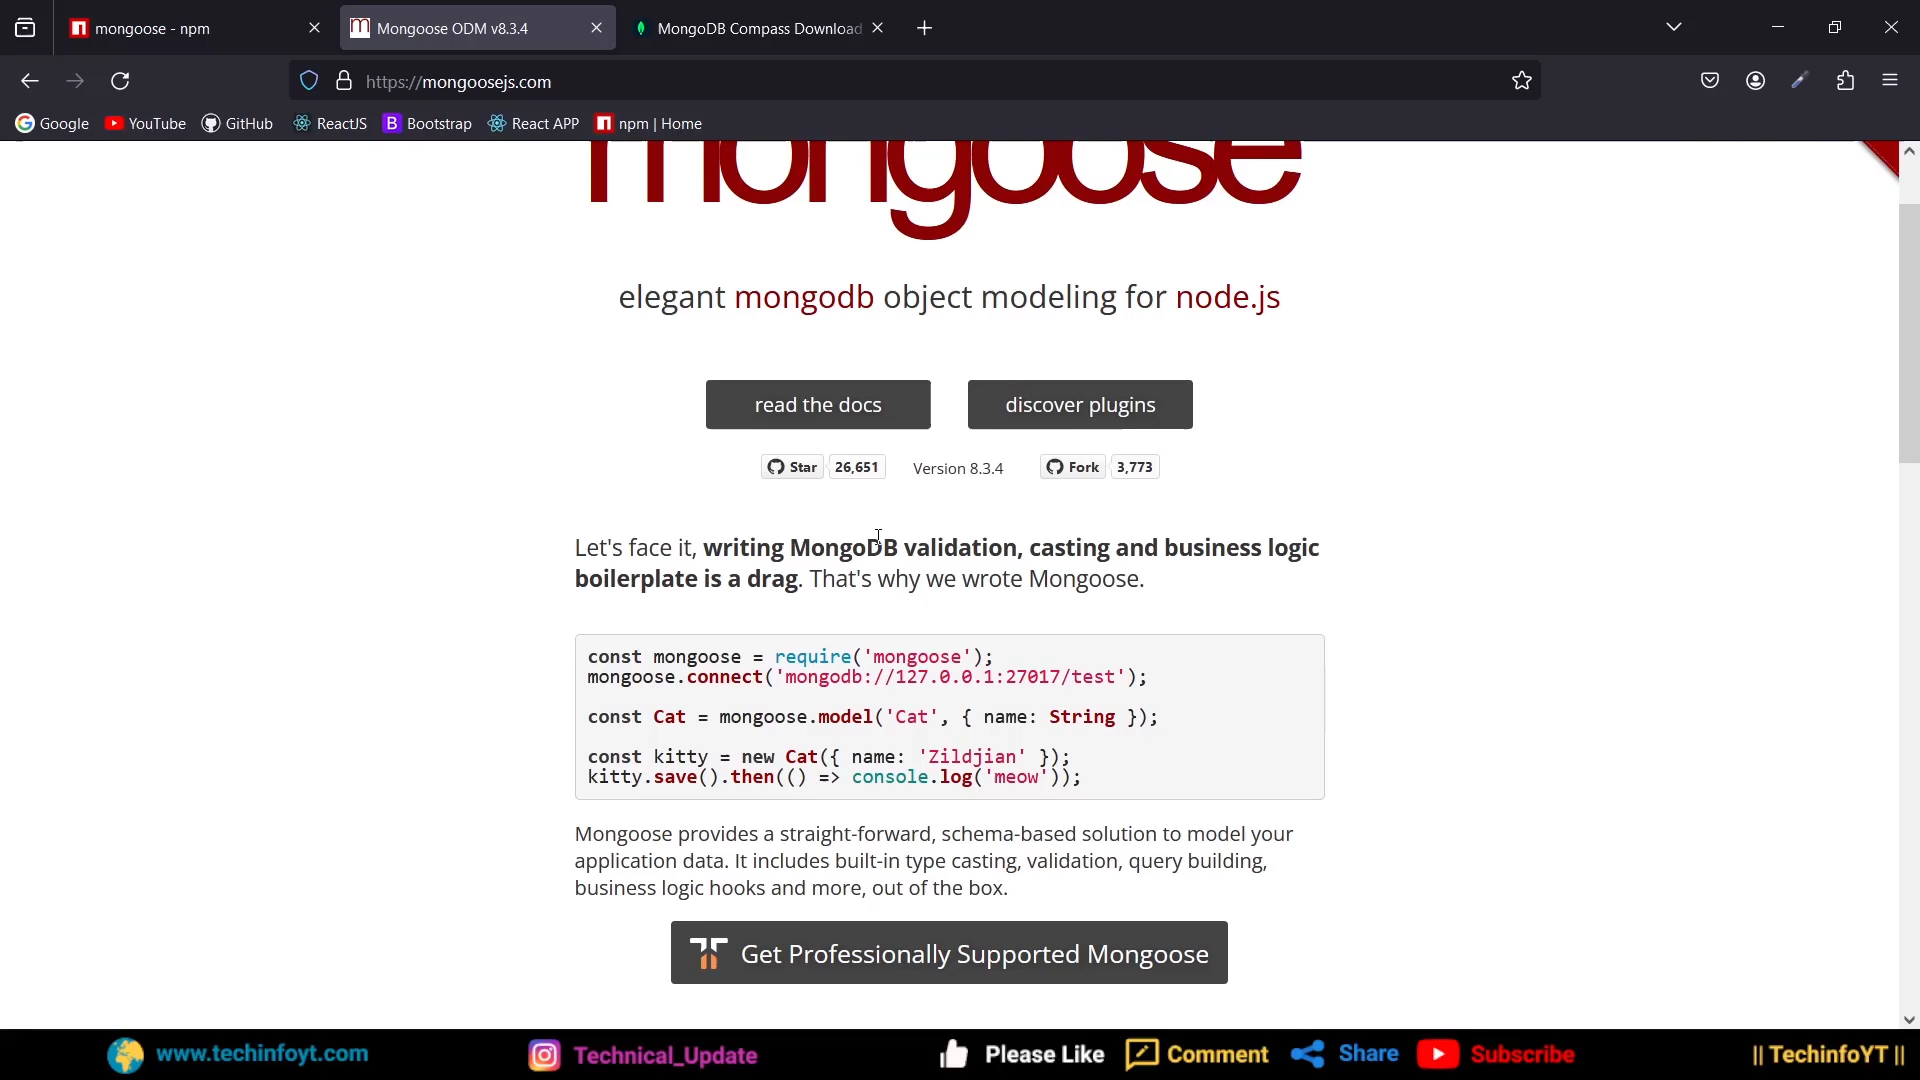 mongoose - npm
Mongoose ODM v8.3.4
MongoDB Compass Download
https://mongoosejs.com
Google
YouTube
GitHub
ReactJS
Bootstrap
React APP
npm | Home
mongoose
elegant mongodb object modeling for node.js
read the docs
discover plugins
Star
26,651
Version 8.3.4
Fork
3,773
Let's face it, writing MongoDB validation, casting and business logic
boilerplate is a drag. That's why we wrote Mongoose.
const mongoose = require('mongoose');
mongoose.connect('mongodb://127.0.0.1:27017/test');
const Cat = mongoose.model('Cat', { name: String });
const kitty = new Cat({ name: 'Zildjian' });
kitty.save().then(() => console.log('meow'));
Mongoose provides a straight-forward, schema-based solution to model your
application data. It includes built-in type casting, validation, query building,
business logic hooks and more, out of the box.
Get Professionally Supported Mongoose
www.techinfoyt.com
Technical_Update
Please Like
Comment
Share
Subscribe
|| TechinfoYT ||